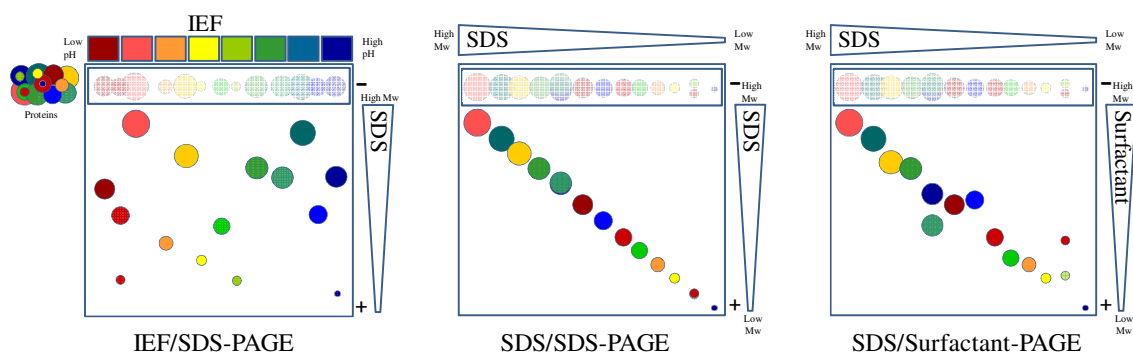 IEF
Low
pH
High
pH
Proteins
−
High Mw
SDS
+
Low
Mw
IEF/SDS-PAGE
High
Mw
SDS
Low
Mw
−
High
Mw
SDS
+
Low
Mw
SDS/SDS-PAGE
High
Mw
SDS
Low
Mw
−
High
Mw
Surfactant
+
Low
Mw
SDS/Surfactant-PAGE